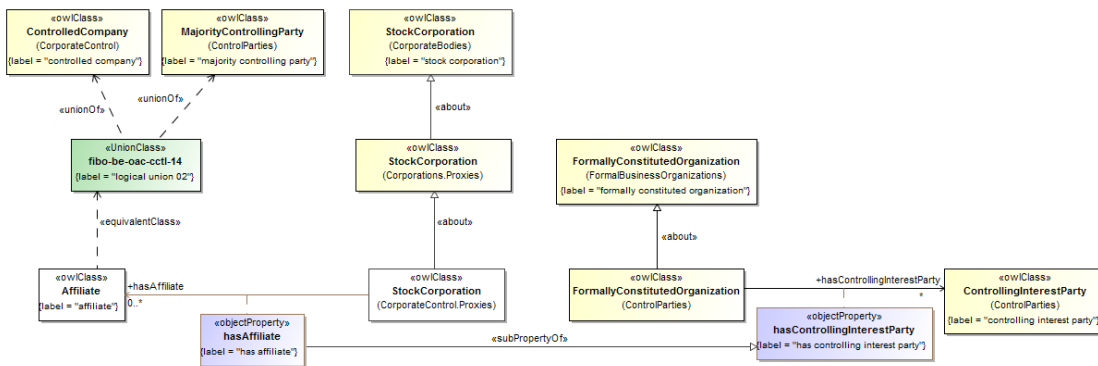 «owlClass»
ControlledCompany
(CorporateControl)
{label = "controlled company"}
«owlClass»
MajorityControllingParty
(ControlParties)
{label = "majority controlling party"}
«owlClass»
StockCorporation
(CorporateBodies)
{label = "stock corporation"}
«unionOf»
«unionOf»
«about»
«UnionClass»
fibo-be-oac-cctl-14
{label = "logical union 02"}
«owlClass»
StockCorporation
(Corporations.Proxies)
«owlClass»
FormallyConstitutedOrganization
(FormalBusinessOrganizations)
{label = "formally constituted organization"}
«equivalentClass»
«about»
«about»
«owlClass»
Affiliate
{label = "affiliate"}
+hasAffiliate
0..*
«owlClass»
StockCorporation
(CorporateControl.Proxies)
«owlClass»
FormallyConstitutedOrganization
(ControlParties)
+hasControllingInterestParty
*
«owlClass»
ControllingInterestParty
(ControlParties)
{label = "controlling interest party"}
«objectProperty»
hasAffiliate
{label = "has affiliate"}
«subPropertyOf»
«objectProperty»
hasControllingInterestParty
{label = "has controlling interest party"}